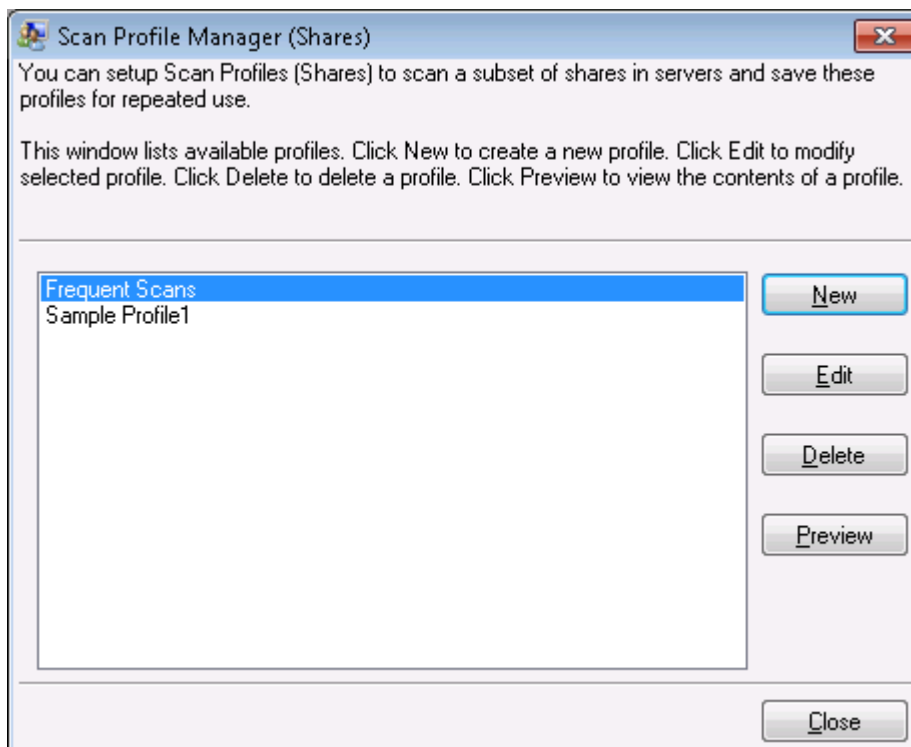 Scan Profile Manager (Shares)
You can setup Scan Profiles (Shares) to scan a subset of shares in servers and save these
profiles for repeated use.
This window lists available profiles. Click New to create a new profile. Click Edit to modify
selected profile. Click Delete to delete a profile. Click Preview to view the contents of a profile.
Frequent Scans
Sample Profile1
New
Edit
Delete
Preview
Close